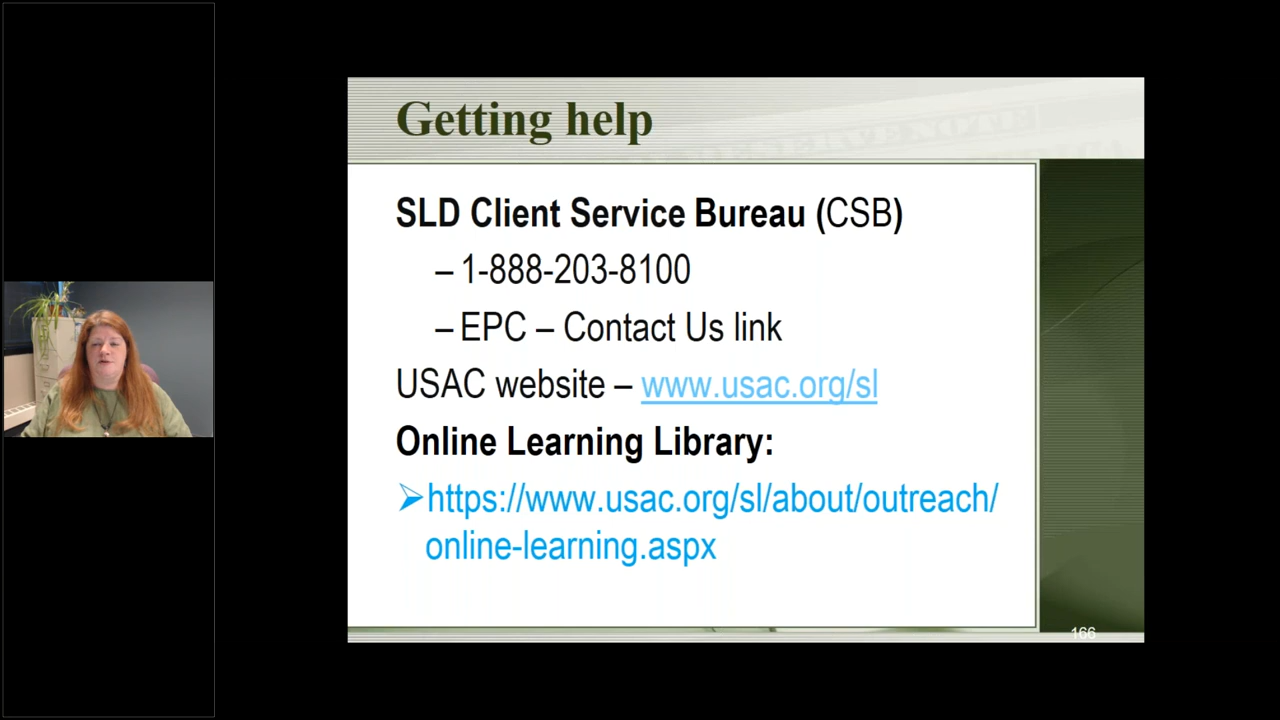 Getting help
SLD Client Service Bureau (CSB)
– 1-888-203-8100
– EPC – Contact Us link
USAC website – www.usac.org/sl
Online Learning Library:
➢https://www.usac.org/sl/about/outreach/
online-learning.aspx
166